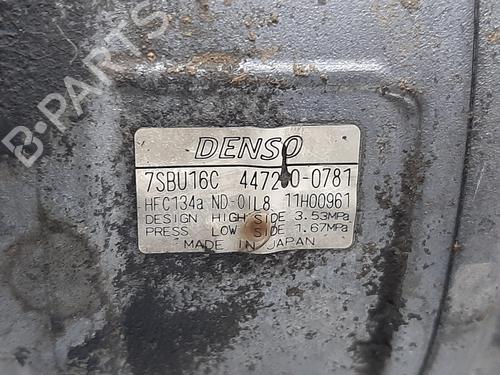 B-PARTS
DENSO
7SBU16C 447200-0781
HFC134a ND-OIL8 11H00961
DESIGN HIGH SIDE 3.53MPa
PRESS LOW SIDE 1.67MPa
MADE IN JAPAN